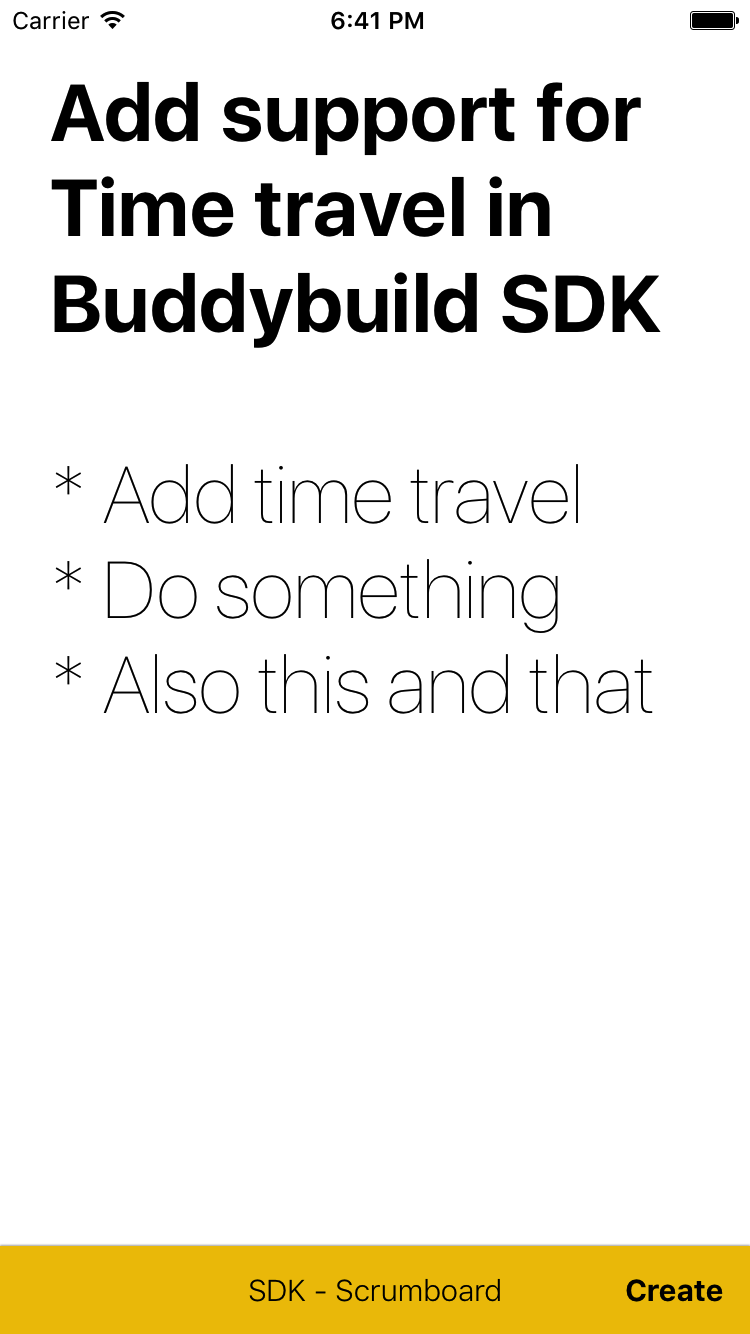 Carrier 6:41 PM
Add support for
Time travel in
Buddybuild SDK
* Add time travel
* Do something
* Also this and that
SDK - Scrumboard Create